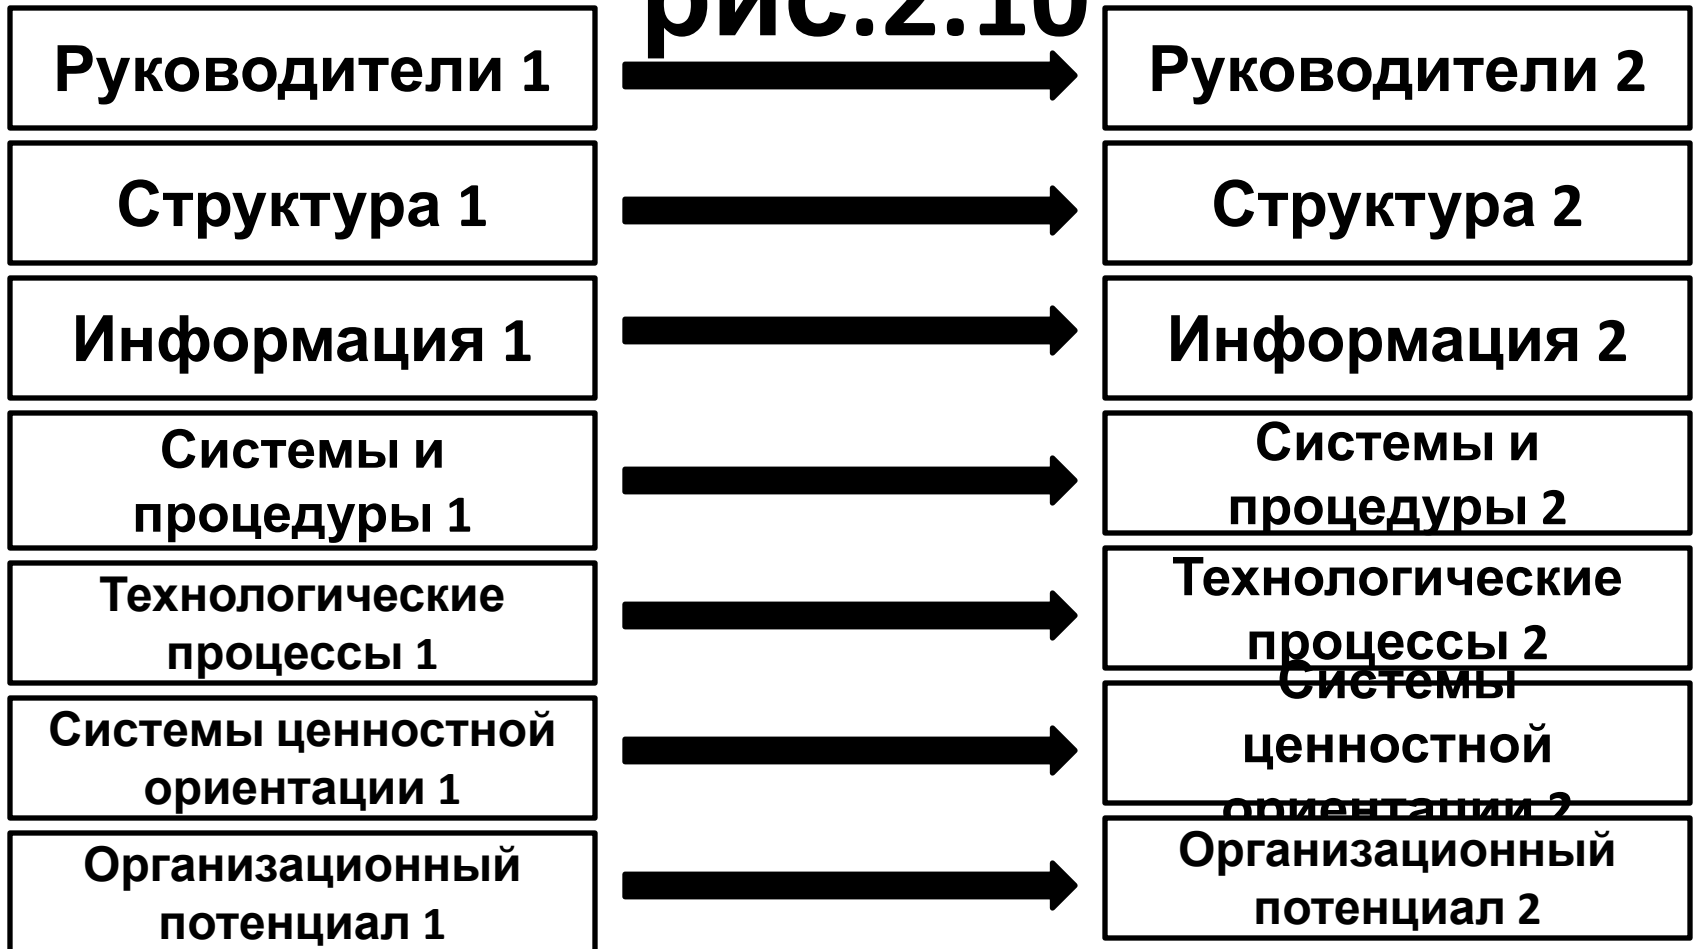 рис.2.10
Руководители 1
Руководители 2
Структура 1
Структура 2
Информация 1
Информация 2
Системы и
процедуры 1
Системы и
процедуры 2
Технологические
процессы 1
Технологические
процессы 2
Системы ценностной
ориентации 1
Системы
ценностной
ориентации 2
Организационный
потенциал 1
Организационный
потенциал 2